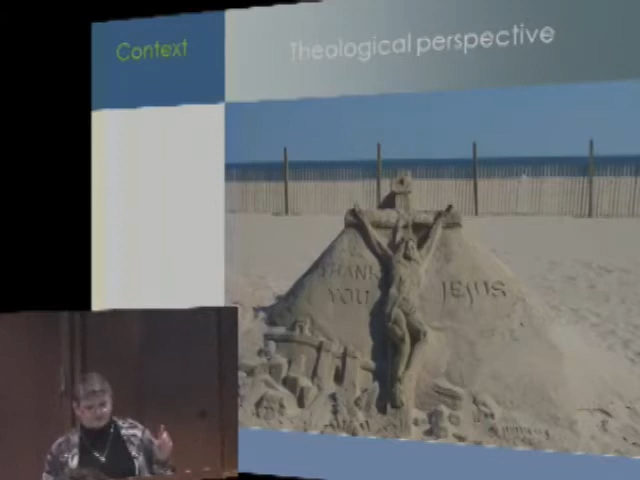 Context
Theological perspective
THANK
YOU
JESUS